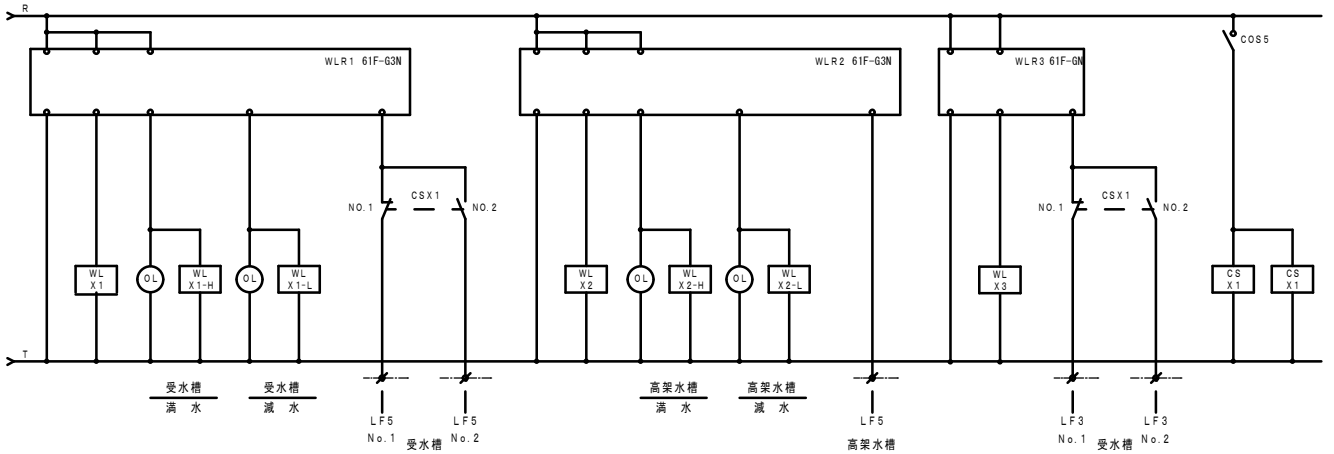 R
WLR1 61F-G3N
WLR2 61F-G3N
WLR3 61F-GN
COS5
NO.1
CSX1
NO.2
NO.1
CSX1
NO.2
WL
X1
OL
WL
X1-H
OL
WL
X1-L
WL
X2
OL
WL
X2-H
OL
WL
X2-L
WL
X3
CS
X1
CS
X1
T
受水槽
満 水
受水槽
減 水
高架水槽
満 水
高架水槽
減 水
LF5
No.1
LF5
No.2
受水槽
LF5
高架水槽
LF3
No.1
LF3
No.2
受水槽